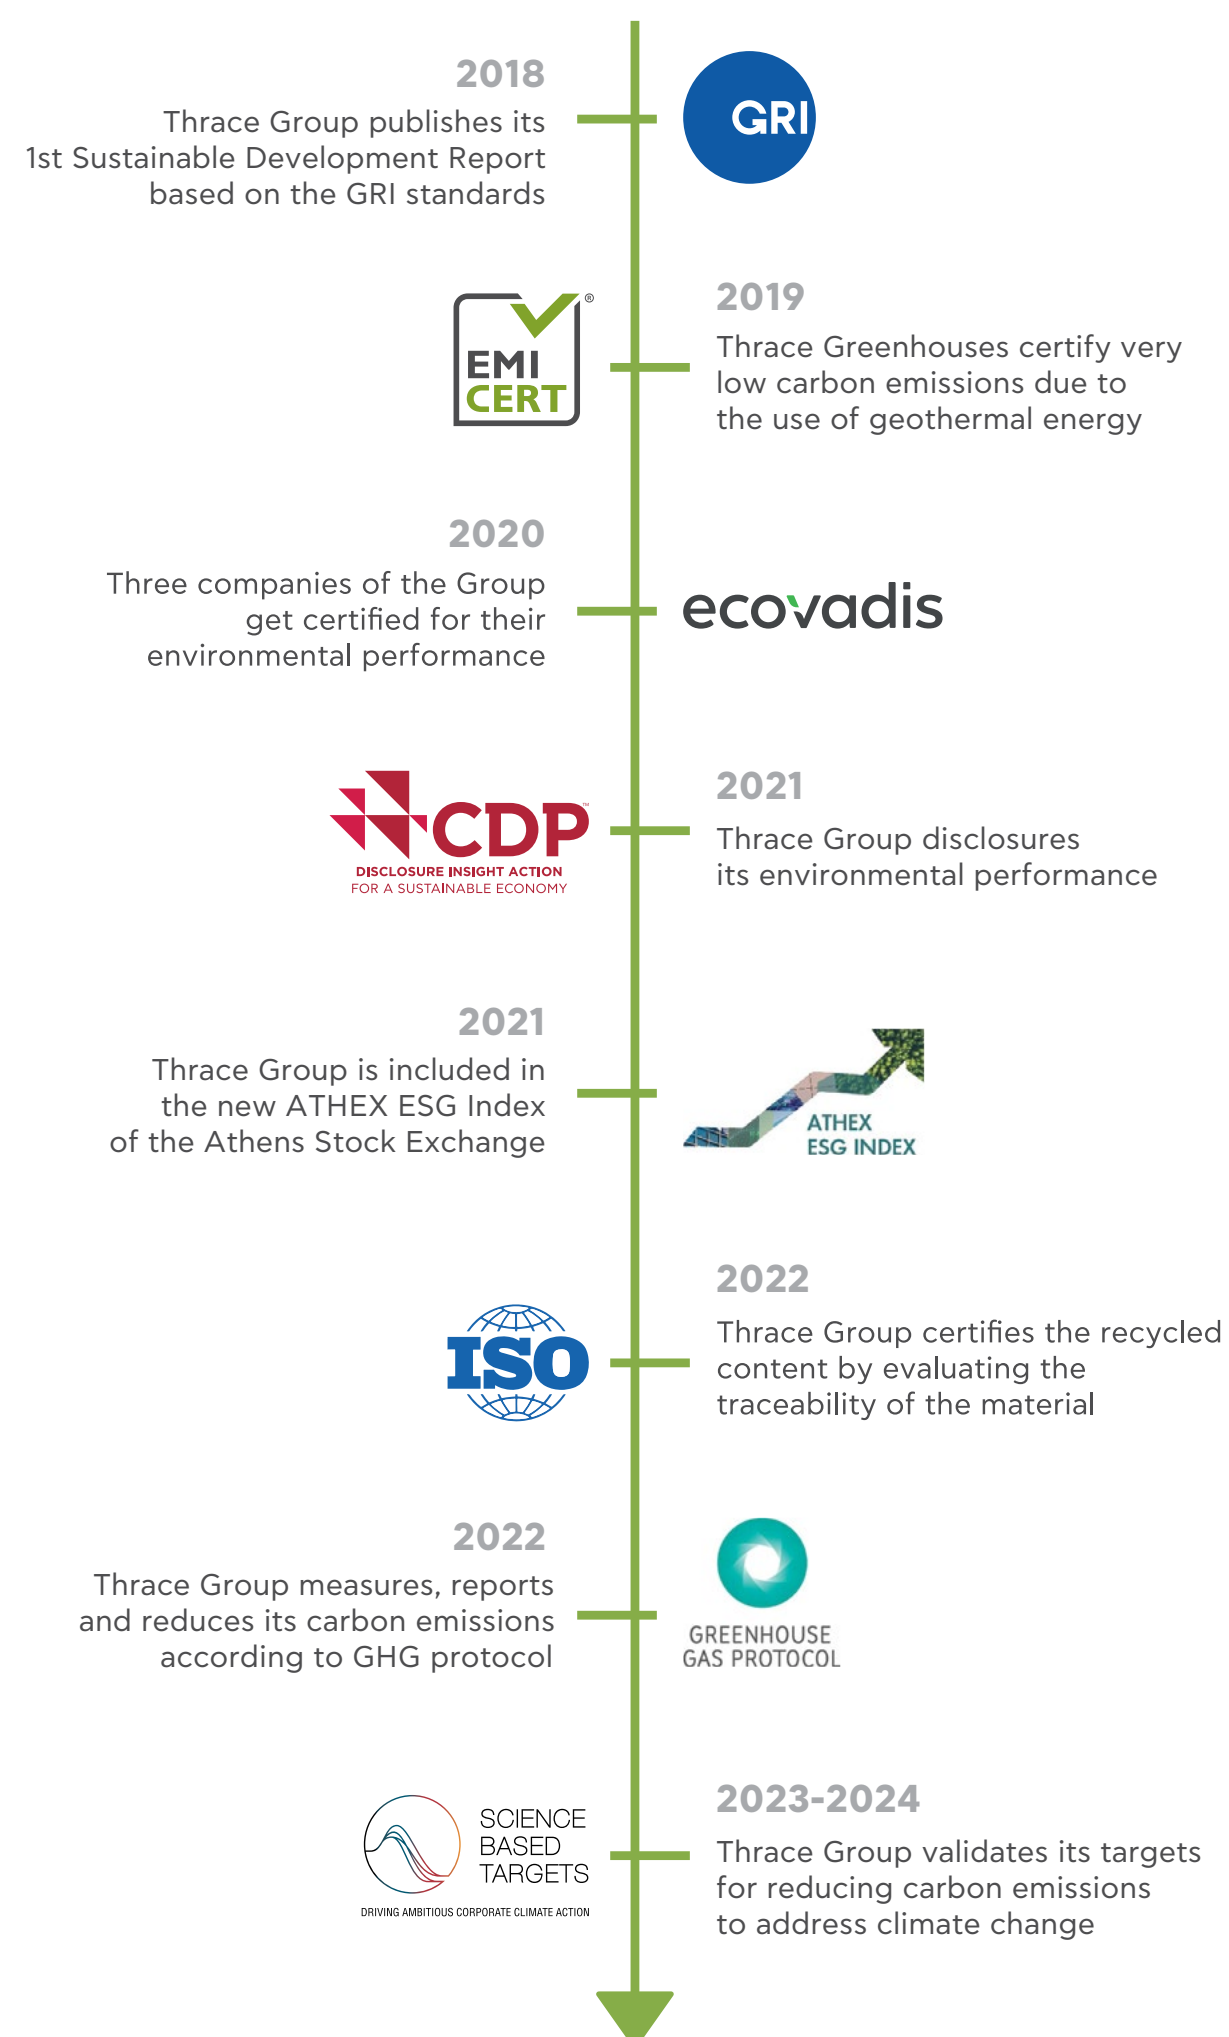 2018
Thrace Group publishes its
1st Sustainable Development Report
based on the GRI standards
GRI
EMI
CERT
®
2019
Thrace Greenhouses certify very
low carbon emissions due to
the use of geothermal energy
2020
Three companies of the Group
get certified for their
environmental performance
ecovadis
CDP
™
DISCLOSURE INSIGHT ACTION
FOR A SUSTAINABLE ECONOMY
2021
Thrace Group disclosures
its environmental performance
2021
Thrace Group is included in
the new ATHEX ESG Index
of the Athens Stock Exchange
ATHEX
ESG INDEX
ISO
2022
Thrace Group certifies the recycled
content by evaluating the
traceability of the material
2022
Thrace Group measures, reports
and reduces its carbon emissions
according to GHG protocol
GREENHOUSE
GAS PROTOCOL
SCIENCE
BASED
TARGETS
DRIVING AMBITIOUS CORPORATE CLIMATE ACTION
2023-2024
Thrace Group validates its targets
for reducing carbon emissions
to address climate change